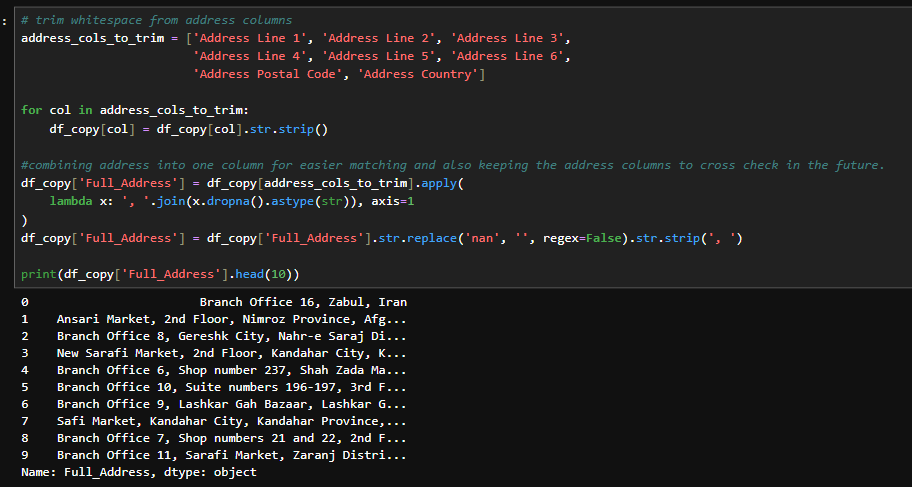 :
# trim whitespace from address columns
address_cols_to_trim = ['Address Line 1', 'Address Line 2', 'Address Line 3',
                        'Address Line 4', 'Address Line 5', 'Address Line 6',
                        'Address Postal Code', 'Address Country']

for col in address_cols_to_trim:
    df_copy[col] = df_copy[col].str.strip()

#combining address into one column for easier matching and also keeping the address columns to cross check in the future.
df_copy['Full_Address'] = df_copy[address_cols_to_trim].apply(
    lambda x: ', '.join(x.dropna().astype(str)), axis=1
)
df_copy['Full_Address'] = df_copy['Full_Address'].str.replace('nan', '', regex=False).str.strip(', ')

print(df_copy['Full_Address'].head(10))
0                        Branch Office 16, Zabul, Iran
1    Ansari Market, 2nd Floor, Nimroz Province, Afg...
2    Branch Office 8, Gereshk City, Nahr-e Saraj Di...
3    New Sarafi Market, 2nd Floor, Kandahar City, K...
4    Branch Office 6, Shop number 237, Shah Zada Ma...
5    Branch Office 10, Suite numbers 196-197, 3rd F...
6    Branch Office 9, Lashkar Gah Bazaar, Lashkar G...
7    Safi Market, Kandahar City, Kandahar Province,...
8    Branch Office 7, Shop numbers 21 and 22, 2nd F...
9    Branch Office 11, Sarafi Market, Zaranj Distri...
Name: Full_Address, dtype: object